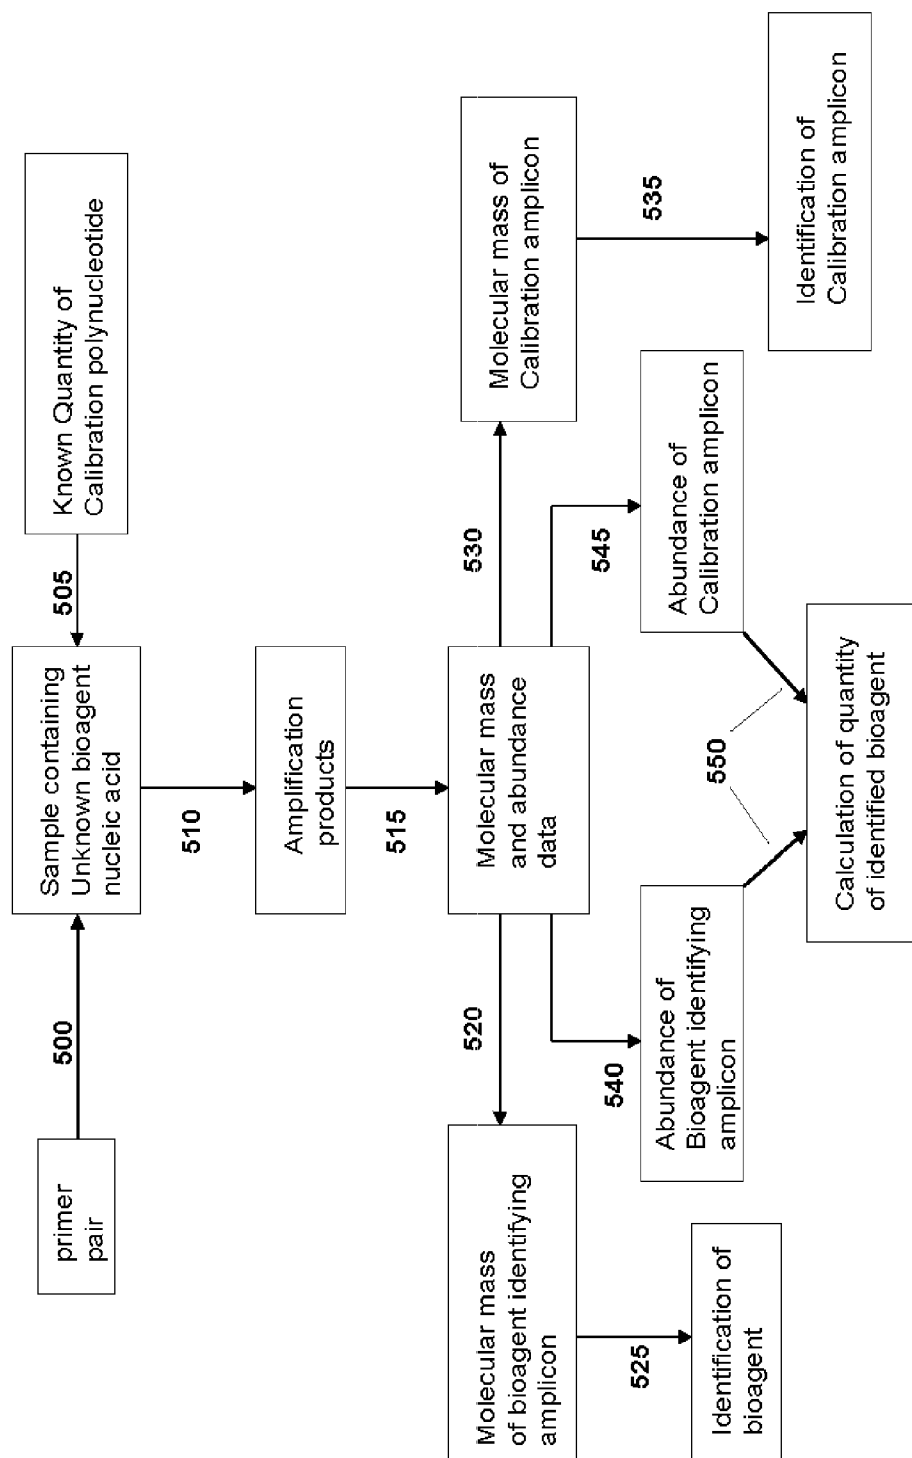 primer
pair
500
Sample containing
Unknown bioagent
nucleic acid
505
Known Quantity of
Calibration polynucleotide
510
Amplification
products
515
Molecular mass
and abundance
data
520
Molecular mass
of bioagent identifying
amplicon
525
Identification of
bioagent
530
Molecular mass of
Calibration amplicon
535
Identification of
Calibration amplicon
540
Abundance of
Bioagent identifying
amplicon
545
Abundance of
Calibration amplicon
550
Calculation of quantity
of identified bioagent